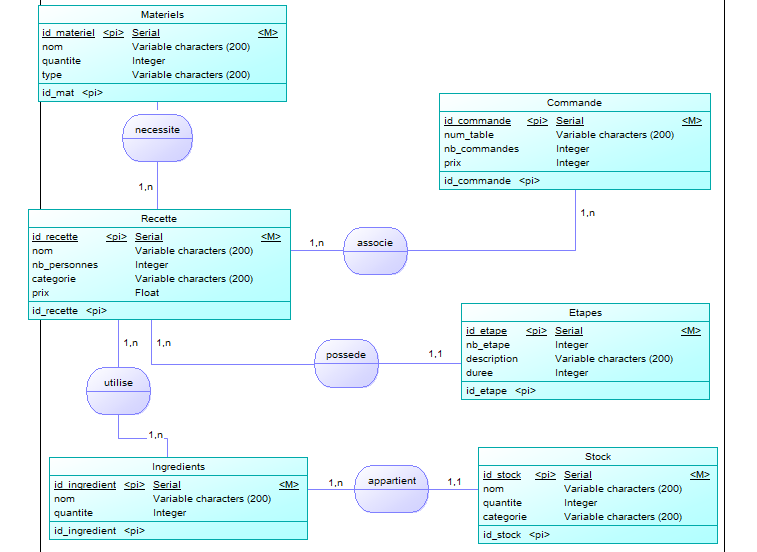 Materiels
id_materiel <pi> Serial <M>
nom Variable characters (200)
quantite Integer
type Variable characters (200)
id_mat <pi>
necessite
1,n
Commande
id_commande <pi> Serial <M>
num_table Variable characters (200)
nb_commandes Integer
prix Integer
id_commande <pi>
1,n
Recette
id_recette <pi> Serial <M>
nom Variable characters (200)
nb_personnes Integer
categorie Variable characters (200)
prix Float
id_recette <pi>
1,n
associe
1,n
1,n
possede
1,1
Etapes
id_etape <pi> Serial <M>
nb_etape Integer
description Variable characters (200)
duree Integer
id_etape <pi>
utilise
1,n
Ingredients
id_ingredient <pi> Serial <M>
nom Variable characters (200)
quantite Integer
id_ingredient <pi>
1,n
appartient
1,1
Stock
id_stock <pi> Serial <M>
nom Variable characters (200)
quantite Integer
categorie Variable characters (200)
id_stock <pi>